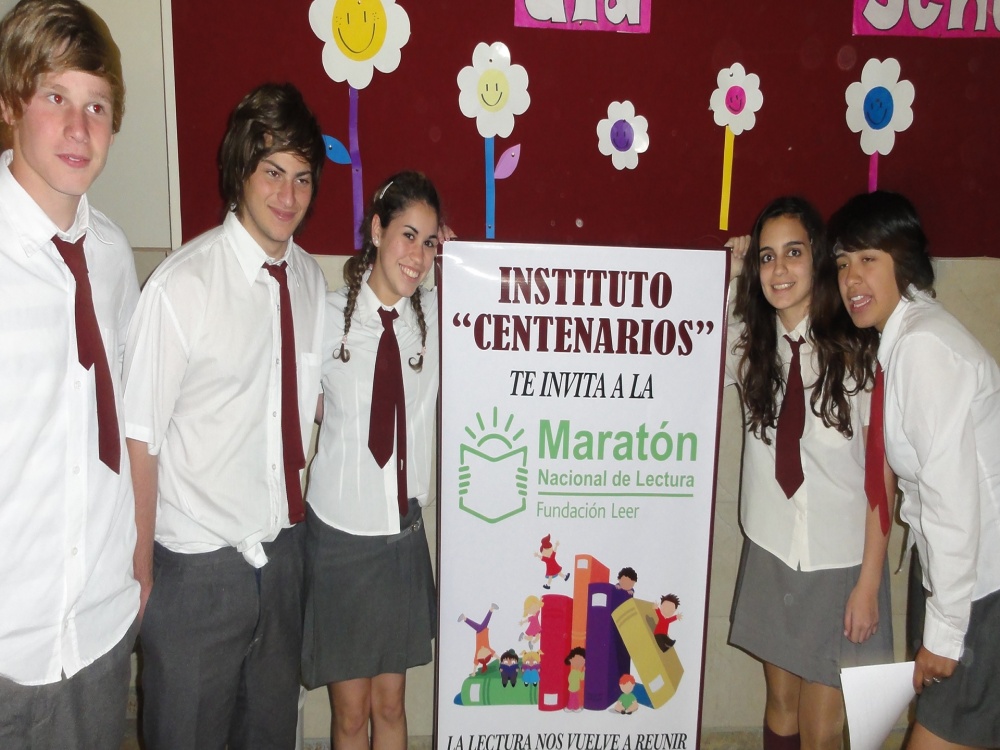 INSTITUTO
“CENTENARIOS”
TE INVITA A LA
Maratón
Nacional de Lectura
Fundación Leer
LA LECTURA NOS VUELVE A REUNIR